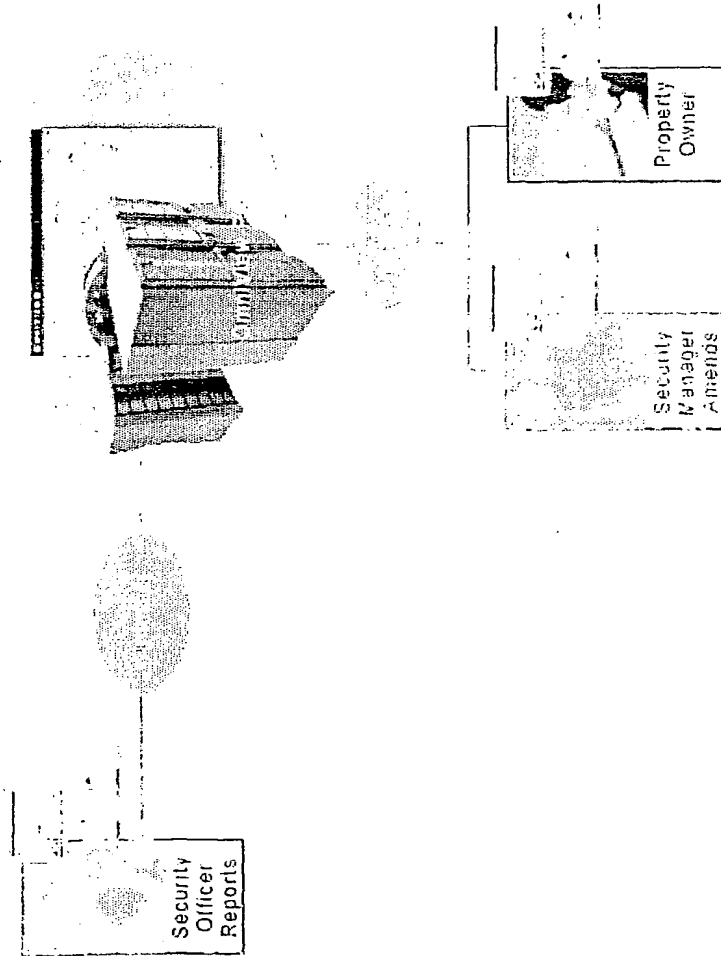 Security
Officer
Reports
Security
Manager
Amends
Property
Owner